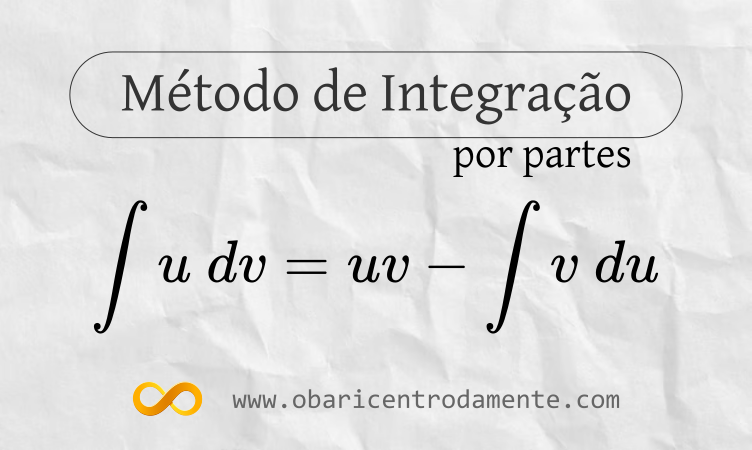 Método de Integração
por partes
∫ u dv = uv − ∫ v du
www.obaricentrodamente.com